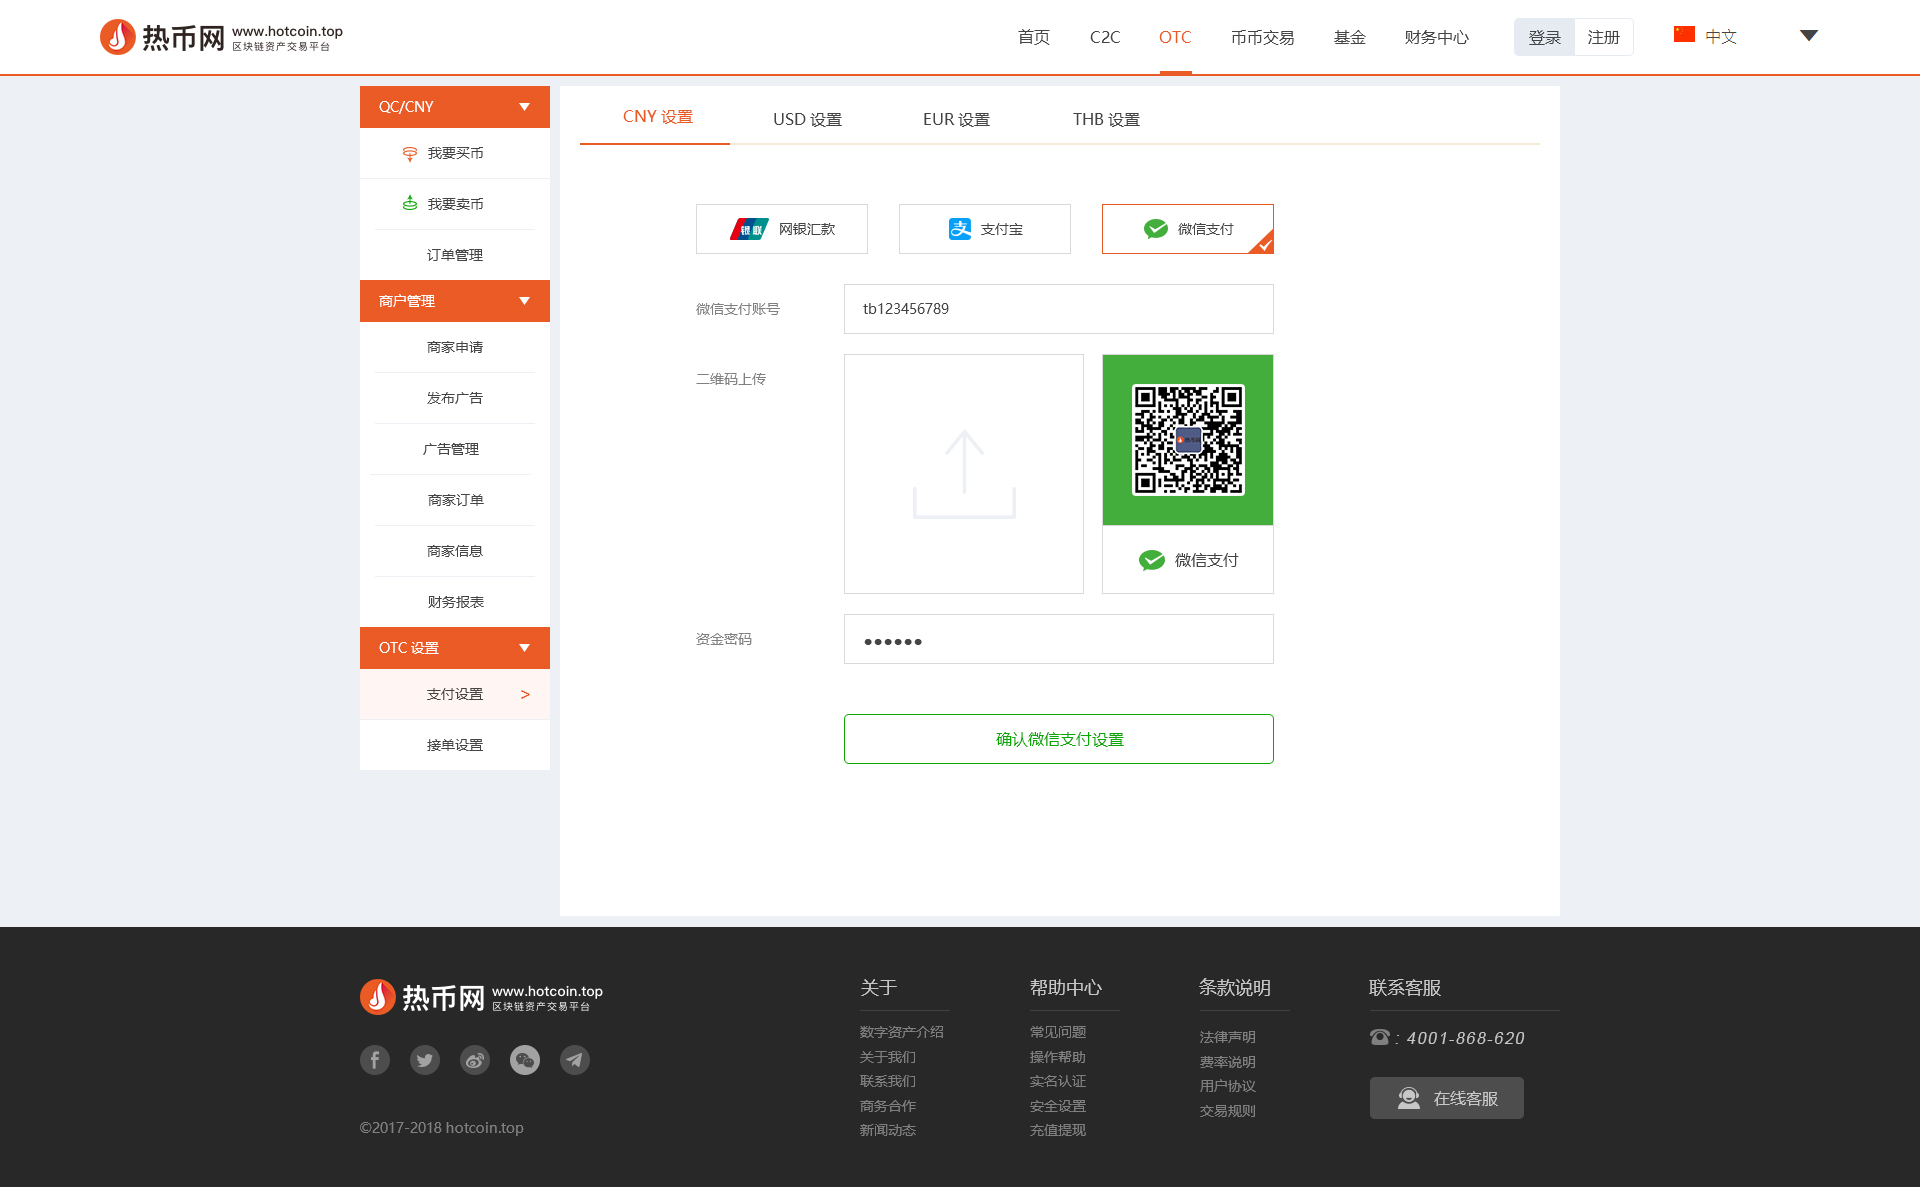 热币网 www.hotcoin.top
区块链资产交易平台
首页 C2C OTC 币币交易 基金 财务中心 登录 注册 中文
QC/CNY
我要买币
我要卖币
订单管理
商户管理
商家申请
发布广告
广告管理
商家订单
商家信息
财务报表
OTC 设置
支付设置 >
接单设置
CNY 设置 USD 设置 EUR 设置 THB 设置
银联 网银汇款 支 支付宝 微信支付
微信支付账号 tb123456789
二维码上传
微信支付
资金密码 ●●●●●●
确认微信支付设置
热币网 www.hotcoin.top
区块链资产交易平台
©2017-2018 hotcoin.top
关于
数字资产介绍
关于我们
联系我们
商务合作
新闻动态
帮助中心
常见问题
操作帮助
实名认证
安全设置
充值提现
条款说明
法律声明
费率说明
用户协议
交易规则
联系客服
: 4001-868-620
在线客服